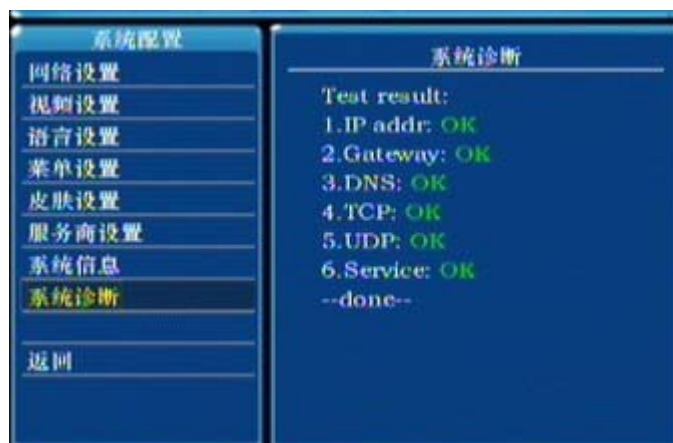 系统配置
网络设置
视频设置
语言设置
菜单设置
皮肤设置
服务商设置
系统信息
系统诊断
返回
系统诊断
Test result:
1.IP addr: OK
2.Gateway: OK
3.DNS: OK
4.TCP: OK
5.UDP: OK
6.Service: OK
--done--